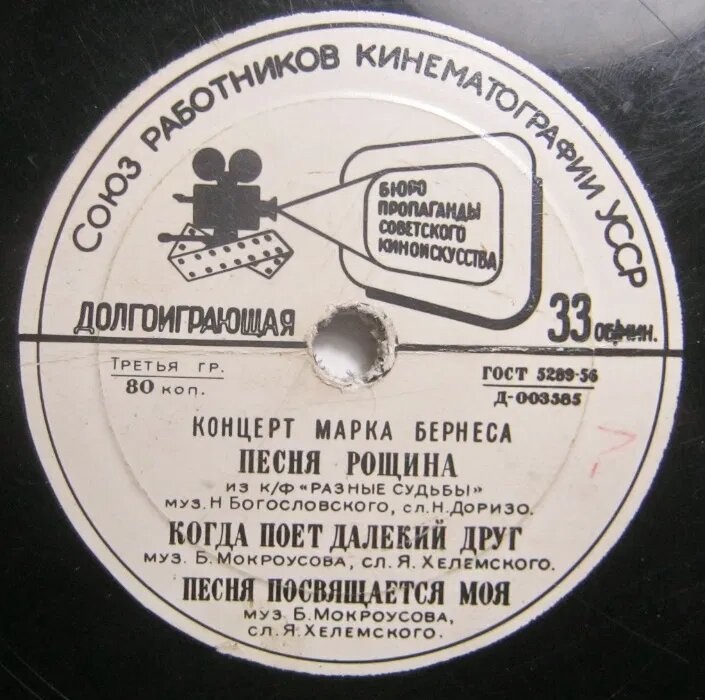 СОЮЗ РАБОТНИКОВ КИНЕМАТОГРАФИИ УССР
БЮРО
ПРОПАГАНДЫ
СОВЕТСКОГО
КИНОИСКУССТВА
ДОЛГОИГРАЮЩАЯ
33 ОБ/МИН.
ТРЕТЬЯ ГР.
80 КОП.
ГОСТ 5289-56
Д-003585
КОНЦЕРТ МАРКА БЕРНЕСА
ПЕСНЯ РОЩИНА
ИЗ К/Ф «РАЗНЫЕ СУДЬБЫ»
МУЗ. Н БОГОСЛОВСКОГО, СЛ. Н. ДОРИЗО.
КОГДА ПОЕТ ДАЛЕКИЙ ДРУГ
МУЗ. Б. МОКРОУСОВА, СЛ. Я. ХЕЛЕМСКОГО.
ПЕСНЯ ПОСВЯЩАЕТСЯ МОЯ
МУЗ Б. МОКРОУСОВА,
СЛ. Я. ХЕЛЕМСКОГО.